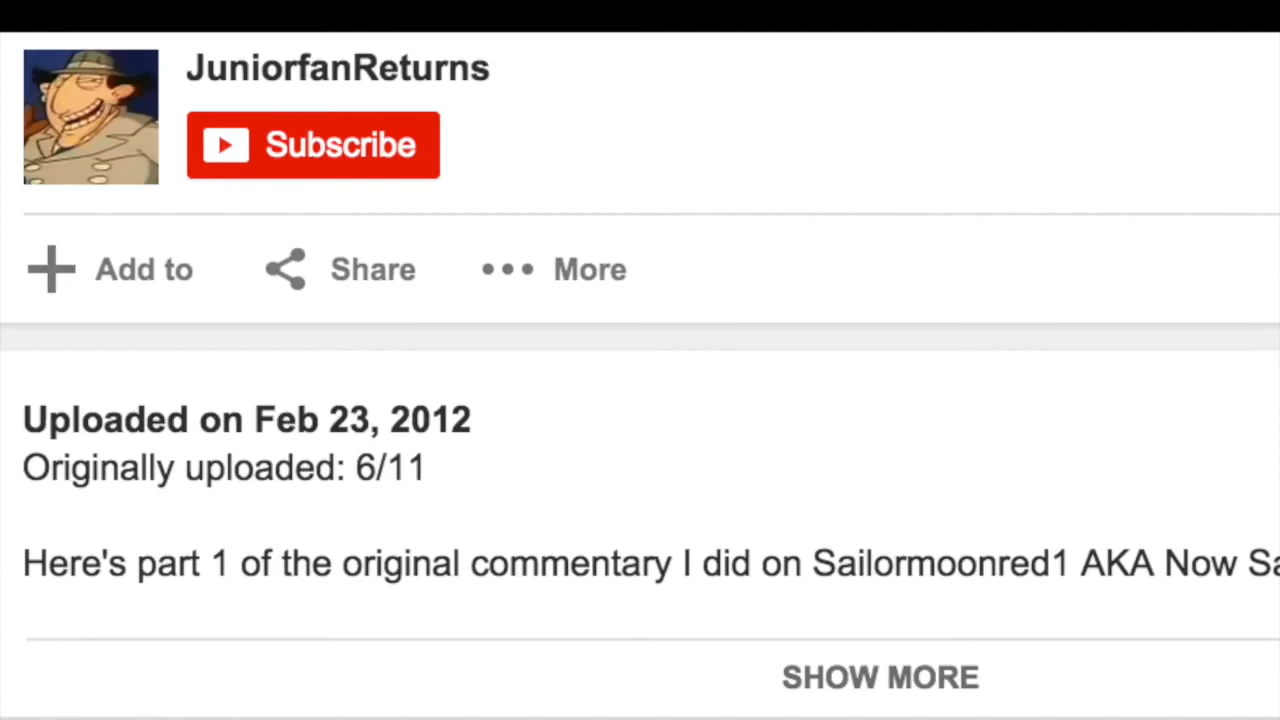 JuniorfanReturns
Subscribe
Add to Share More
Uploaded on Feb 23, 2012
Originally uploaded: 6/11
Here's part 1 of the original commentary I did on Sailormoonred1 AKA Now Sa
SHOW MORE